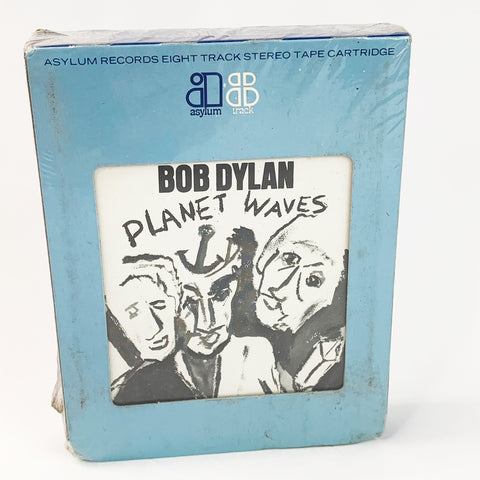 ASYLUM RECORDS EIGHT TRACK STEREO TAPE CARTRIDGE
asylum track
BOB DYLAN
PLANET WAVES